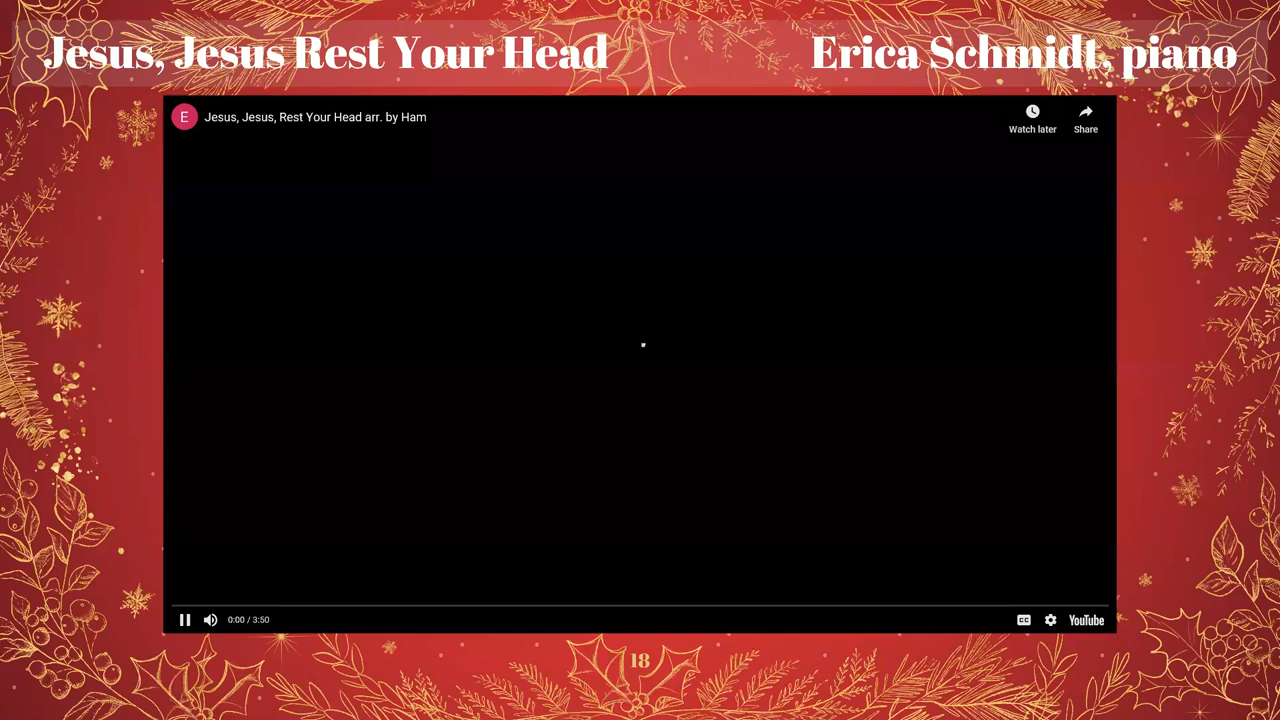 Jesus, Jesus Rest Your Head
Erica Schmidt, piano
E
Jesus, Jesus, Rest Your Head arr. by Ham
Watch later
Share
0:00 / 3:50
CC
YouTube
18